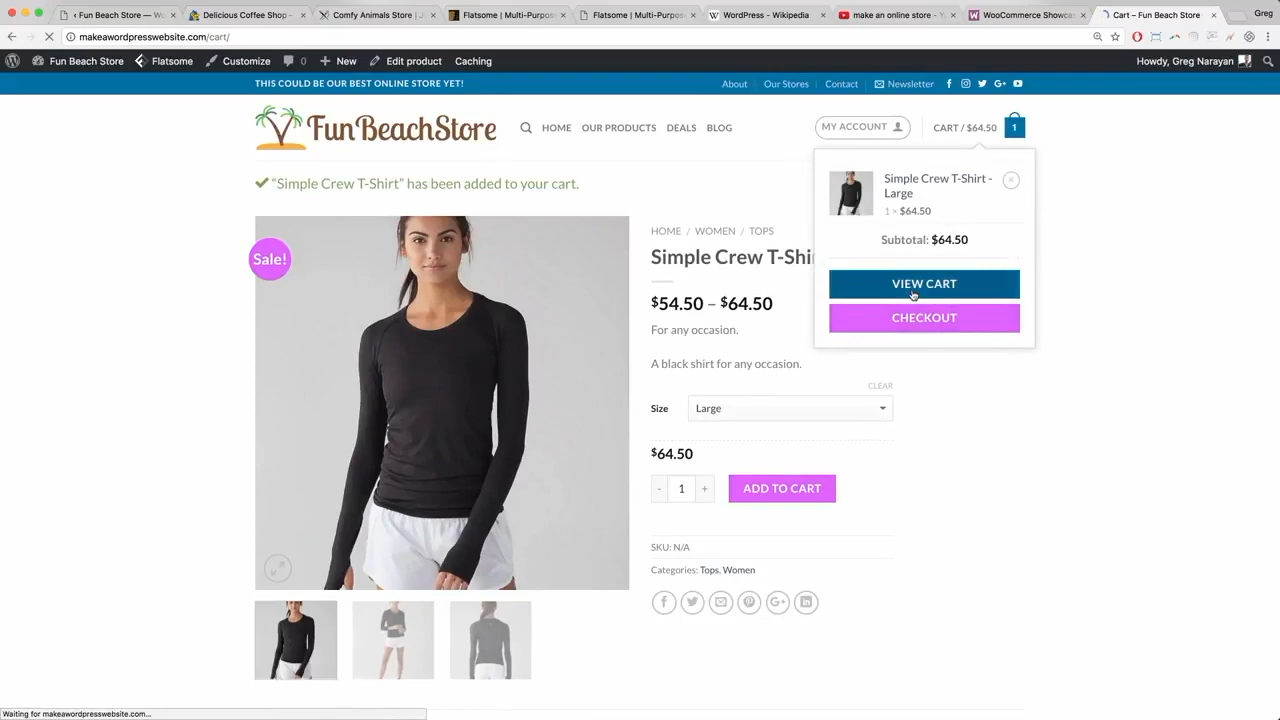 ‹ Fun Beach Store — W
Delicious Coffee Shop -
Comfy Animals Store | J
Flatsome | Multi-Purpos
Flatsome | Multi-Purpos
WordPress - Wikipedia
make an online store - Y
WooCommerce Showca
Cart – Fun Beach Store
Greg
makeawordpresswebsite.com/cart/
Fun Beach Store
Flatsome
Customize
0
New
Edit product
Caching
Howdy, Greg Narayan
THIS COULD BE OUR BEST ONLINE STORE YET!
About
Our Stores
Contact
Newsletter
FunBeachStore
HOME
OUR PRODUCTS
DEALS
BLOG
MY ACCOUNT
CART / $64.50
1
"Simple Crew T-Shirt" has been added to your cart.
Simple Crew T-Shirt -
Large
1 × $64.50
Subtotal: $64.50
VIEW CART
CHECKOUT
Sale!
HOME / WOMEN / TOPS
Simple Crew T-Shi
$54.50 – $64.50
For any occasion.
A black shirt for any occasion.
CLEAR
Size
Large
$64.50
- 1 +
ADD TO CART
SKU: N/A
Categories: Tops, Women
Waiting for makeawordpresswebsite.com...